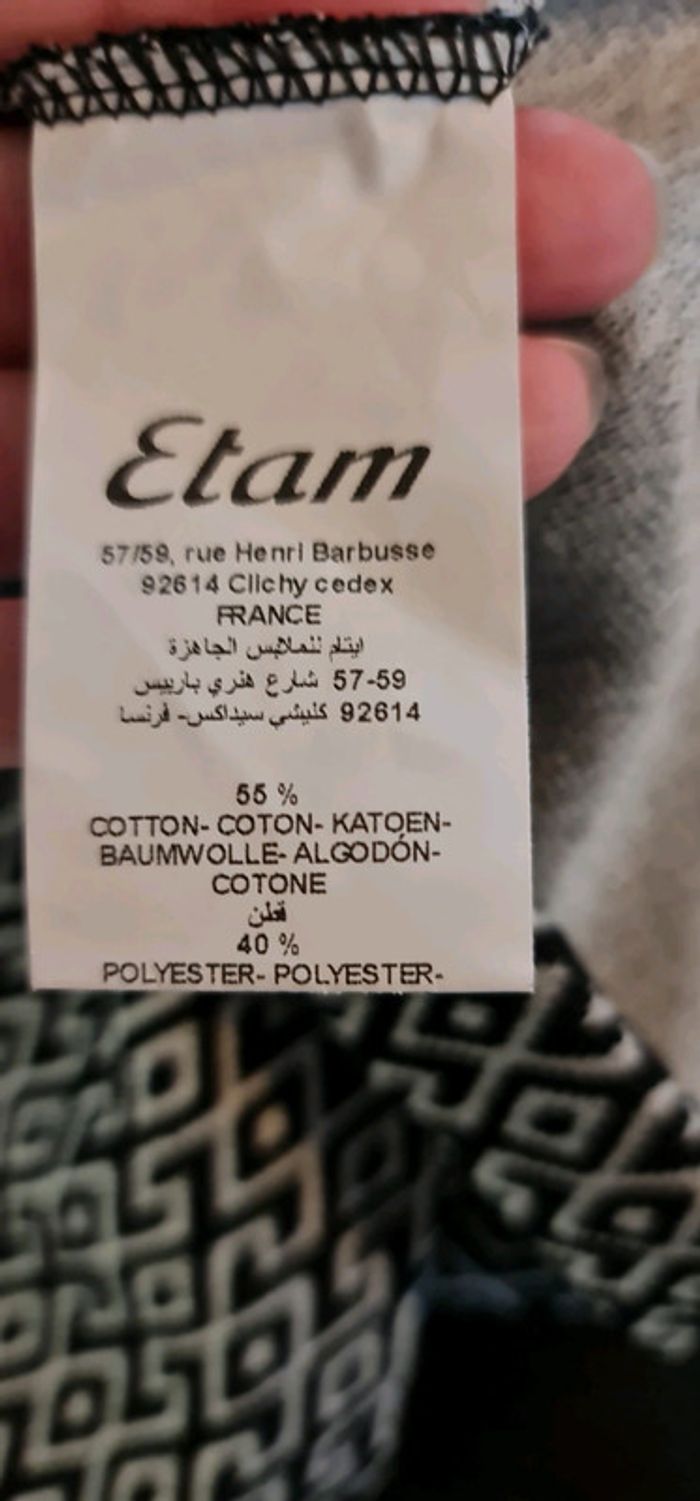 Etam
57/59, rue Henri Barbusse
92614 Clichy cedex
FRANCE
ايتام للملابس الجاهزة
57-59 شارع هنري باربيس
92614 كليشي سيداكس- فرنسا
55 %
COTTON- COTON- KATOEN-
BAUMWOLLE- ALGODÓN-
COTONE
قطن
40 %
POLYESTER- POLYESTER-